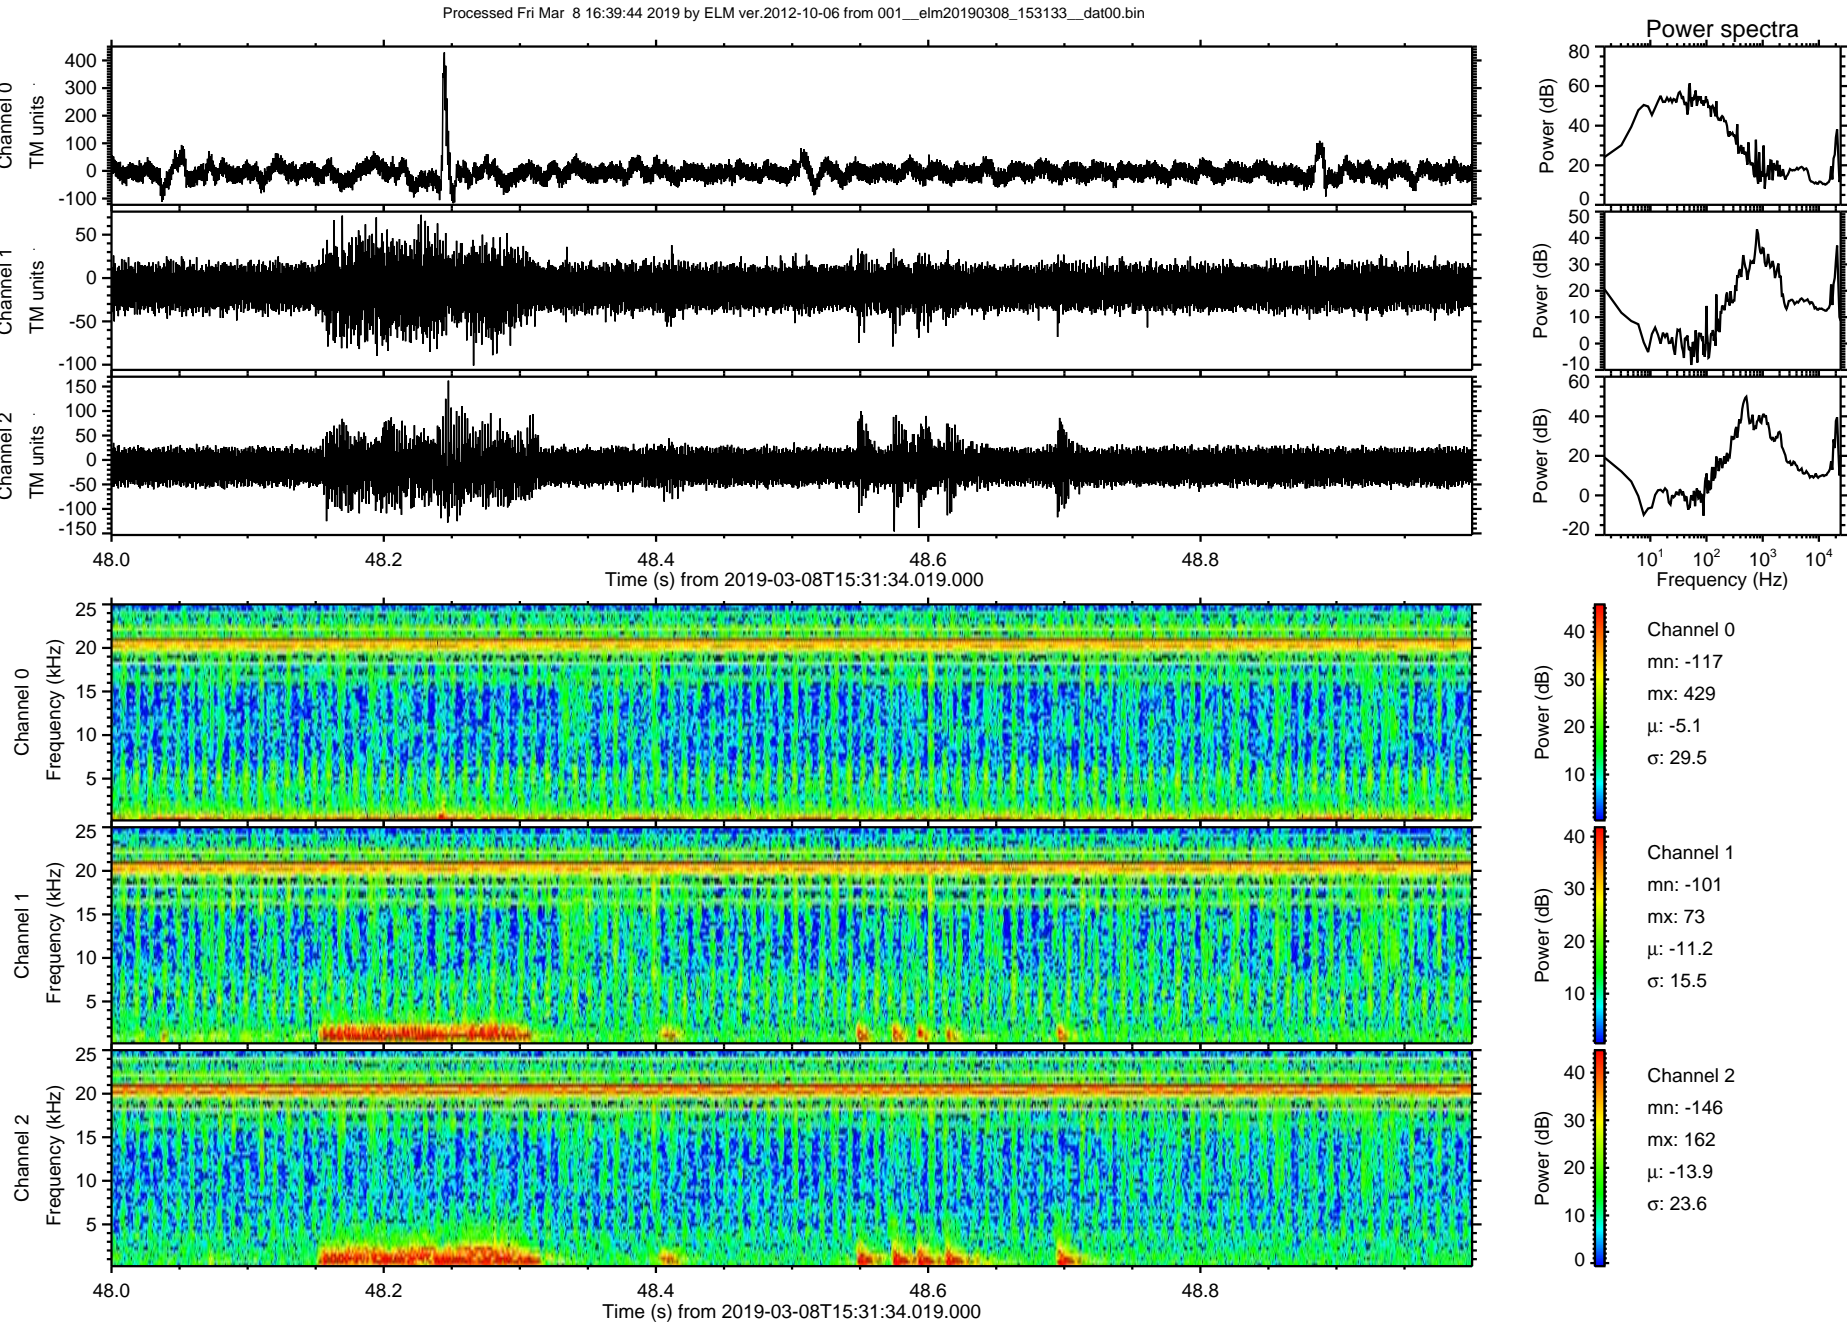 Processed Fri Mar  8 16:39:44 2019 by ELM ver.2012-10-06 from 001__elm20190308_153133__dat00.bin
Power spectra
Channel 0
TM units
400
300
200
100
0
-100
Power (dB)
80
60
40
20
0
Channel 1
TM units
50
0
-50
-100
Power (dB)
50
40
30
20
10
0
-10
Channel 2
TM units
150
100
50
0
-50
-100
-150
Power (dB)
60
40
20
0
-20
48.0 48.2 48.4 48.6 48.8
Time (s) from 2019-03-08T15:31:34.019.000
10¹ 10² 10³ 10⁴
Frequency (Hz)
Channel 0
Frequency (kHz)
25
20
15
10
5
Power (dB)
40
30
20
10
Channel 0
mn: -117
mx: 429
µ: -5.1
σ: 29.5
Channel 1
Frequency (kHz)
25
20
15
10
5
Power (dB)
40
30
20
10
Channel 1
mn: -101
mx: 73
µ: -11.2
σ: 15.5
Channel 2
Frequency (kHz)
25
20
15
10
5
Power (dB)
40
30
20
10
0
Channel 2
mn: -146
mx: 162
µ: -13.9
σ: 23.6
48.0 48.2 48.4 48.6 48.8
Time (s) from 2019-03-08T15:31:34.019.000